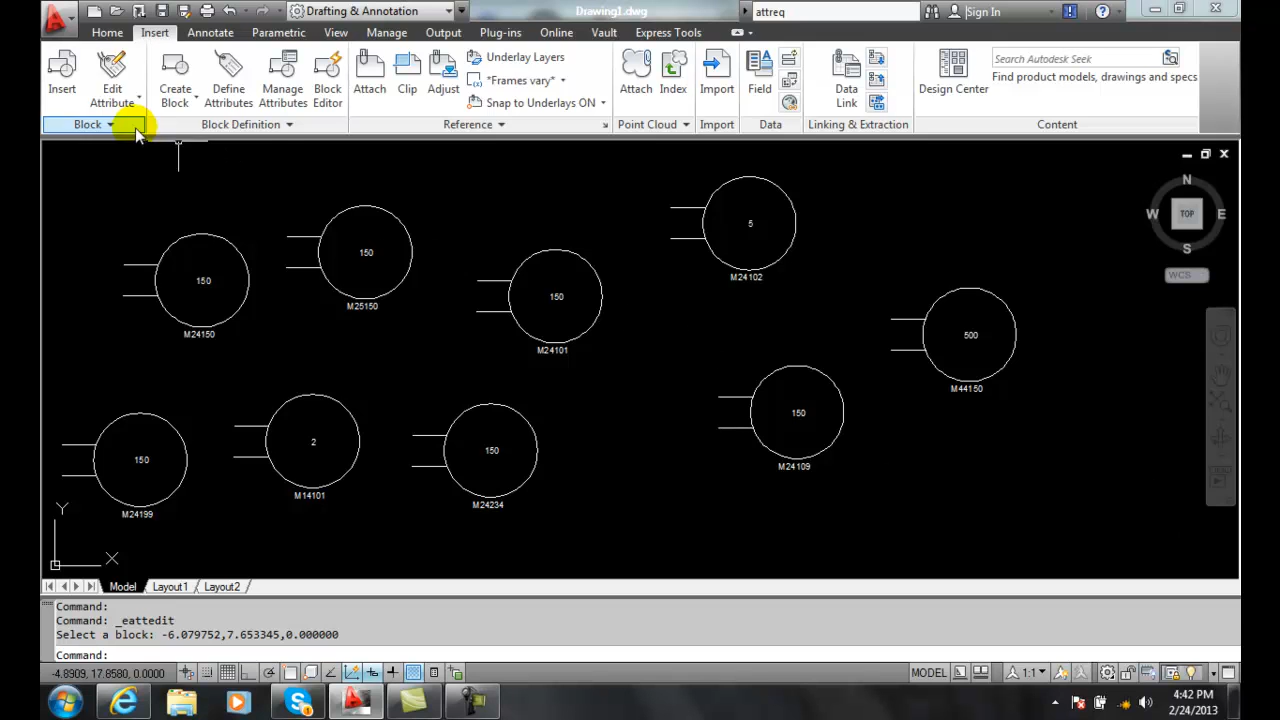 Drafting & Annotation
Drawing1.dwg
attreq
Sign In
Home Insert Annotate Parametric View Manage Output Plug-ins Online Vault Express Tools
Insert
Edit Attribute
Create Block
Define Attributes
Manage Attributes
Block Editor
Attach
Clip
Adjust
Underlay Layers
*Frames vary*
Snap to Underlays ON
Attach
Index
Import
Field
Data Link
Design Center
Search Autodesk Seek
Find product models, drawings and specs
Block
Block Definition
Reference
Point Cloud
Import
Data
Linking & Extraction
Content
N
W
TOP
E
S
WCS
5
M24102
150
M25150
150
M24150
150
M24101
500
M44150
150
M24109
150
M24199
2
M14101
150
M24234
Y
X
Model
Layout1
Layout2
Command:
Command: _eattedit
Select a block: -6.079752,7.653345,0.000000
Command:
-4.8909, 17.8580, 0.0000
MODEL
1:1
4:42 PM
2/24/2013